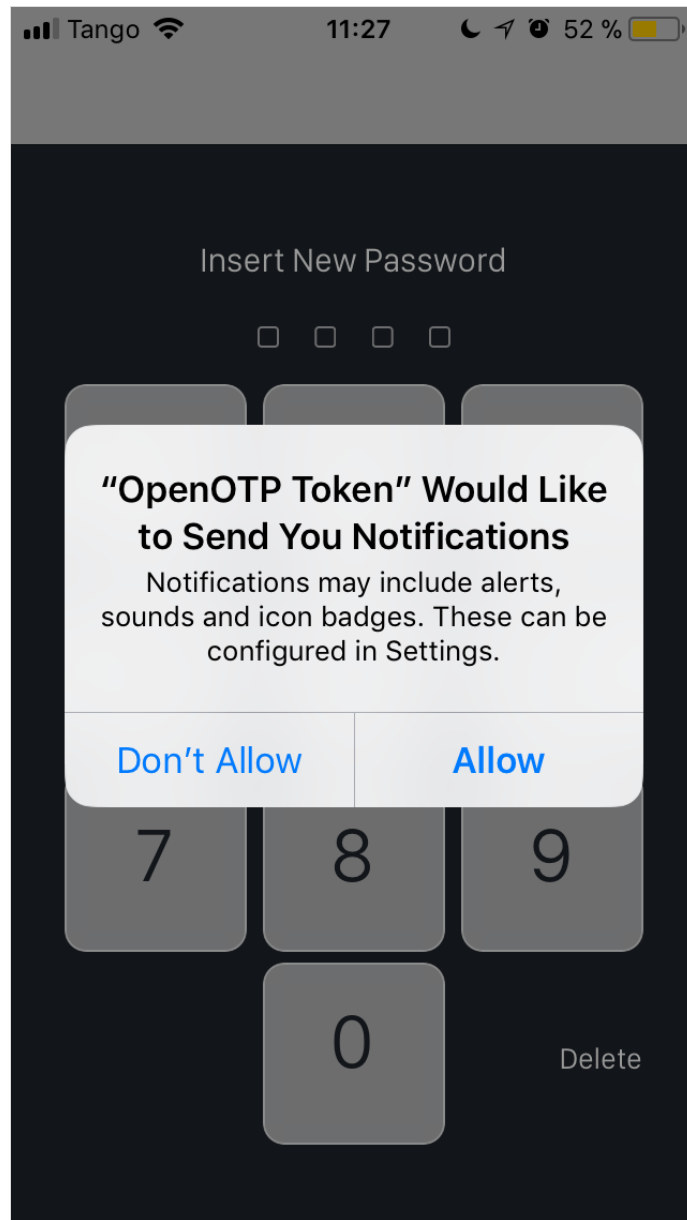 Tango 11:27 52 %
Insert New Password
“OpenOTP Token” Would Like
to Send You Notifications
Notifications may include alerts,
sounds and icon badges. These can be
configured in Settings.
Don’t Allow Allow
7 8 9
0 Delete